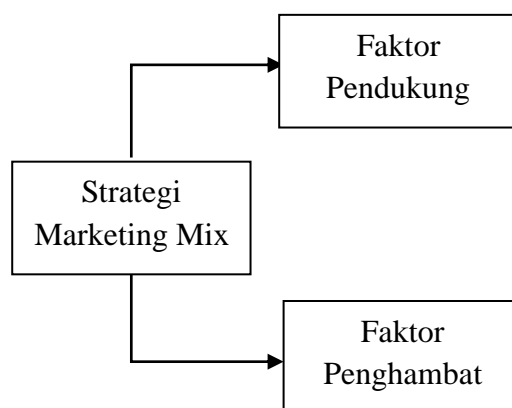 Faktor
Pendukung
Strategi
Marketing Mix
Faktor
Penghambat